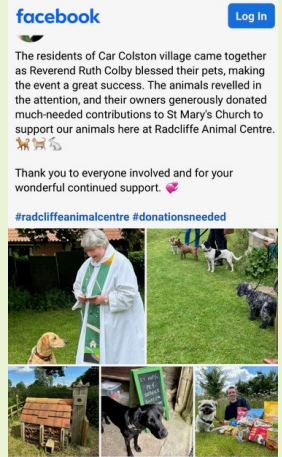 facebook
Log In
The residents of Car Colston village came together
as Reverend Ruth Colby blessed their pets, making
the event a great success. The animals revelled in
the attention, and their owners generously donated
much-needed contributions to St Mary's Church to
support our animals here at Radcliffe Animal Centre.
🐕🐈🐇
Thank you to everyone involved and for your
wonderful continued support. 💞
#radcliffeanimalcentre #donationsneeded